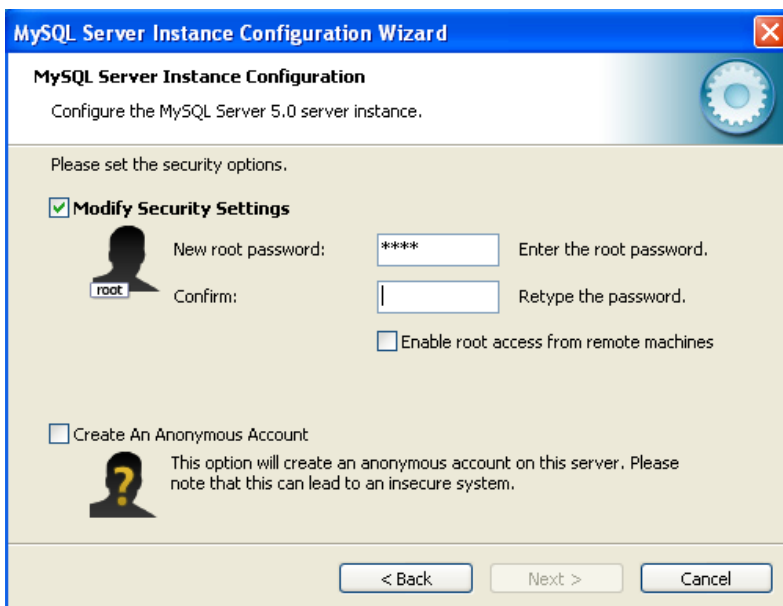 MySQL Server Instance Configuration Wizard
MySQL Server Instance Configuration
Configure the MySQL Server 5.0 server instance.
Please set the security options.
Modify Security Settings
New root password: **** Enter the root password.
root
Confirm: Retype the password.
Enable root access from remote machines
Create An Anonymous Account
?
This option will create an anonymous account on this server. Please
note that this can lead to an insecure system.
< Back Next > Cancel